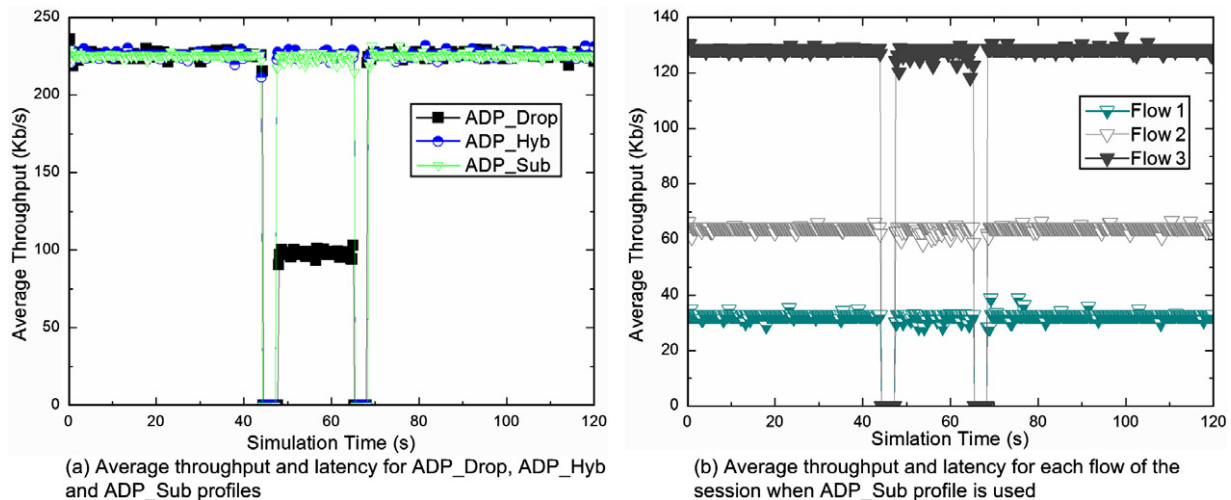 250
200
150
100
50
0
Average Throughput (Kb/s)
ADP_Drop
ADP_Hyb
ADP_Sub
0 20 40 60 80 100 120
Simulation Time (s)
(a) Average throughput and latency for ADP_Drop, ADP_Hyb
and ADP_Sub profiles
140
120
100
80
60
40
20
0
Average Throughput (Kb/s)
Flow 1
Flow 2
Flow 3
0 20 40 60 80 100 120
Simlation Time (s)
(b) Average throughput and latency for each flow of the
session when ADP_Sub profile is used